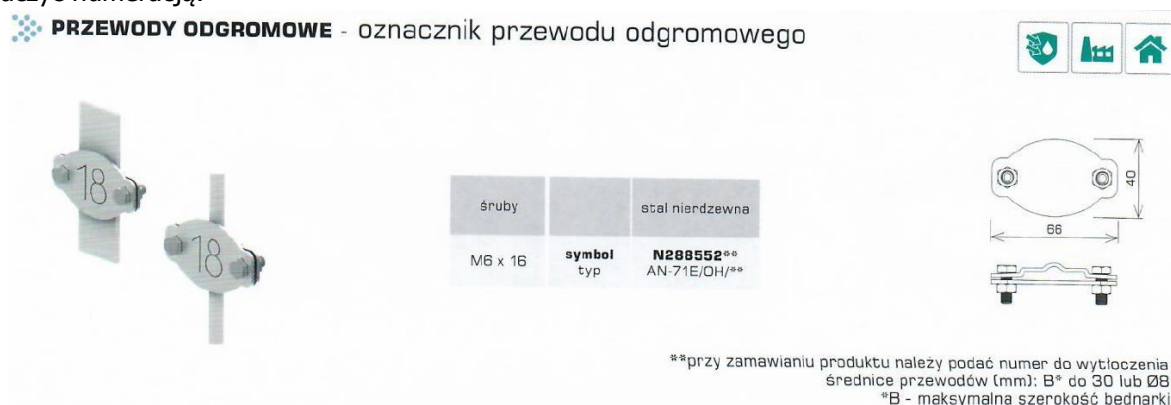 PRZEWODY ODGROMOWE - oznacznik przewodu odgromowego
18
18
śruby
stal nierdzewna
M6 x 16
symbol
typ
N288552**
AN-71E/OH/**
40
66
**przy zamawianiu produktu należy podać numer do wytłoczenia
średnice przewodów (mm): B* do 30 lub Ø8
*B - maksymalna szerokość bednarki